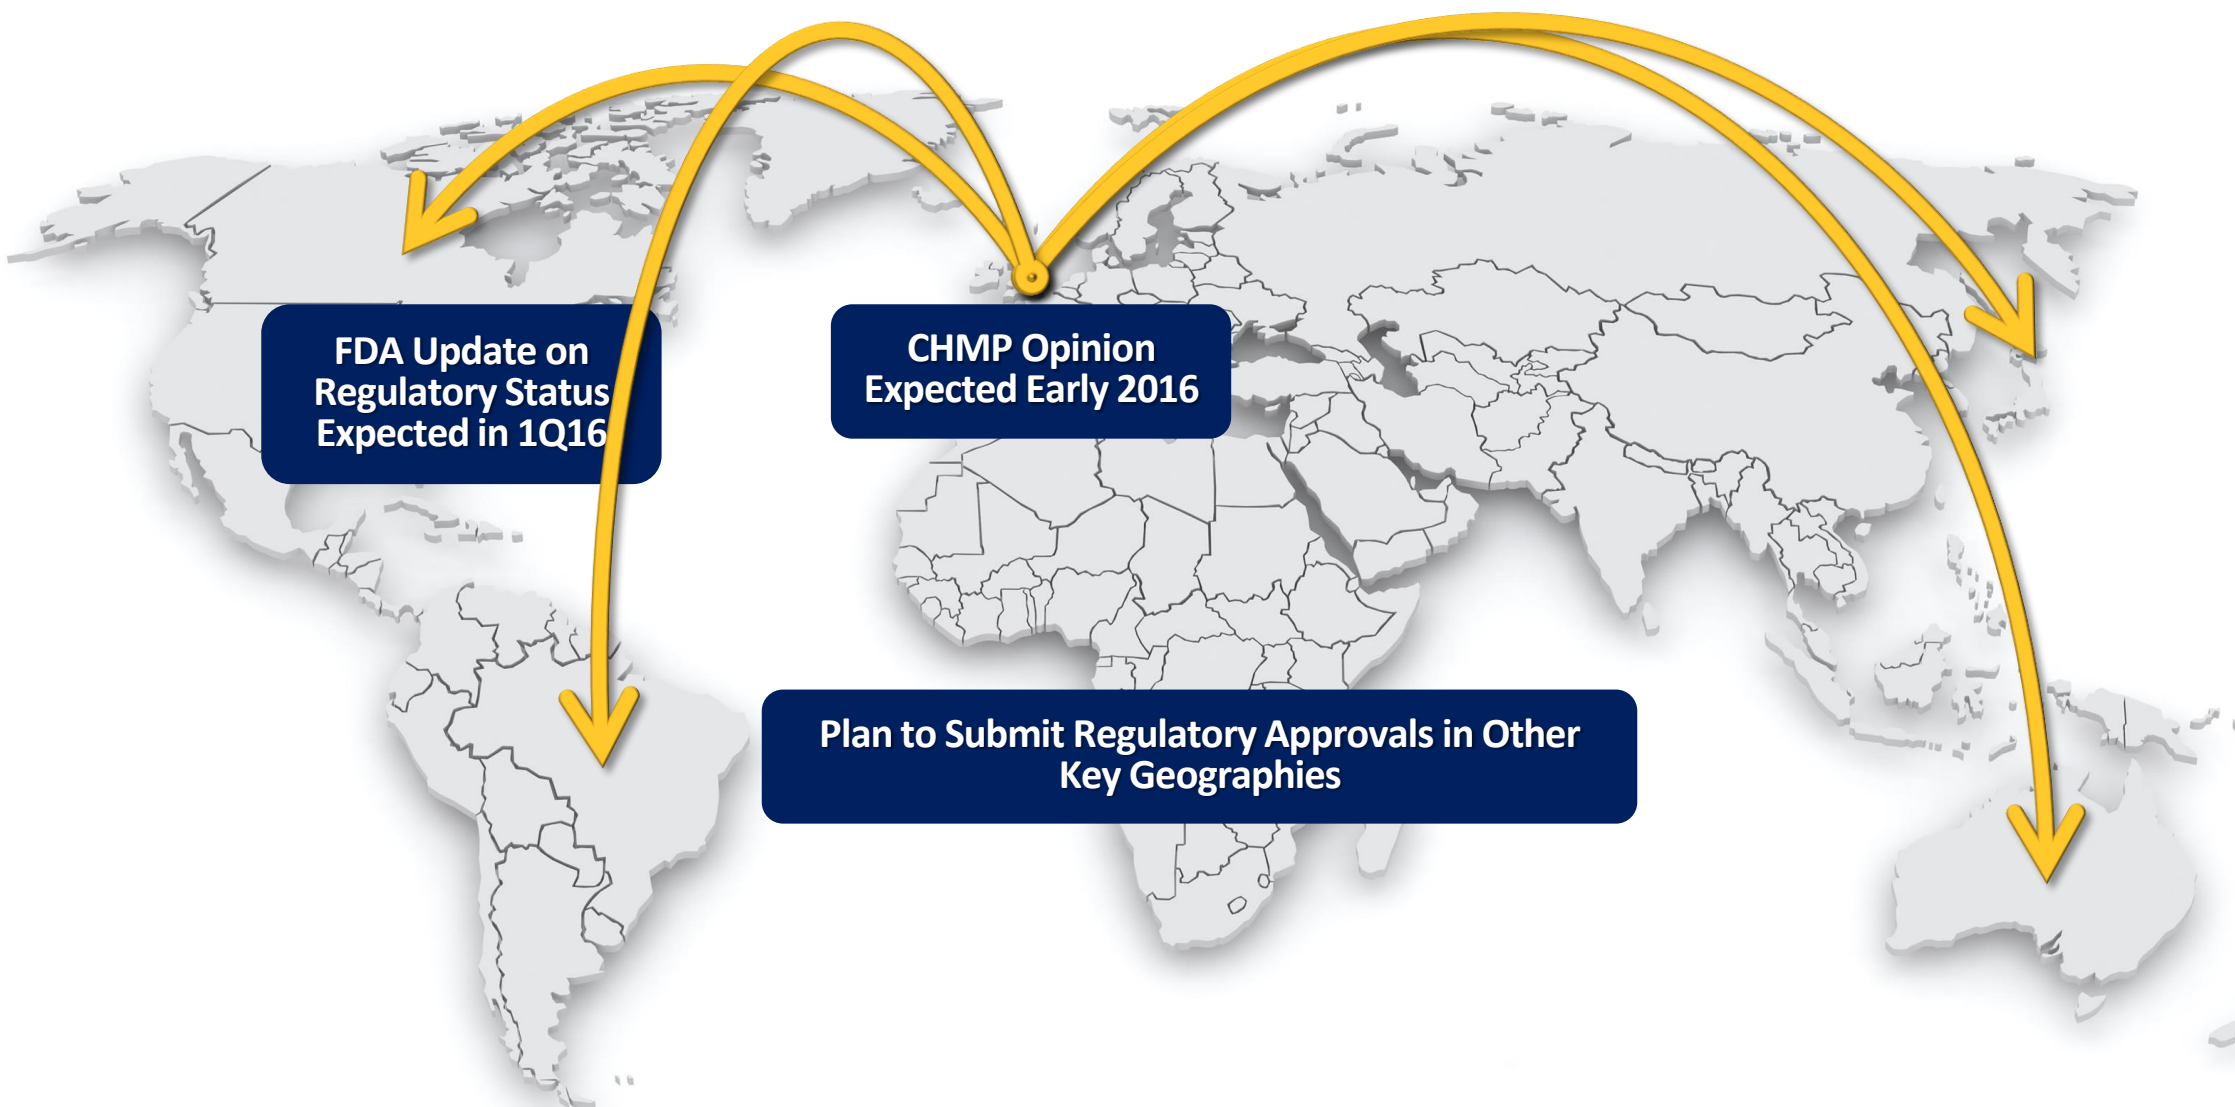 FDA Update on
Regulatory Status
Expected in 1Q16
CHMP Opinion
Expected Early 2016
Plan to Submit Regulatory Approvals in Other
Key Geographies